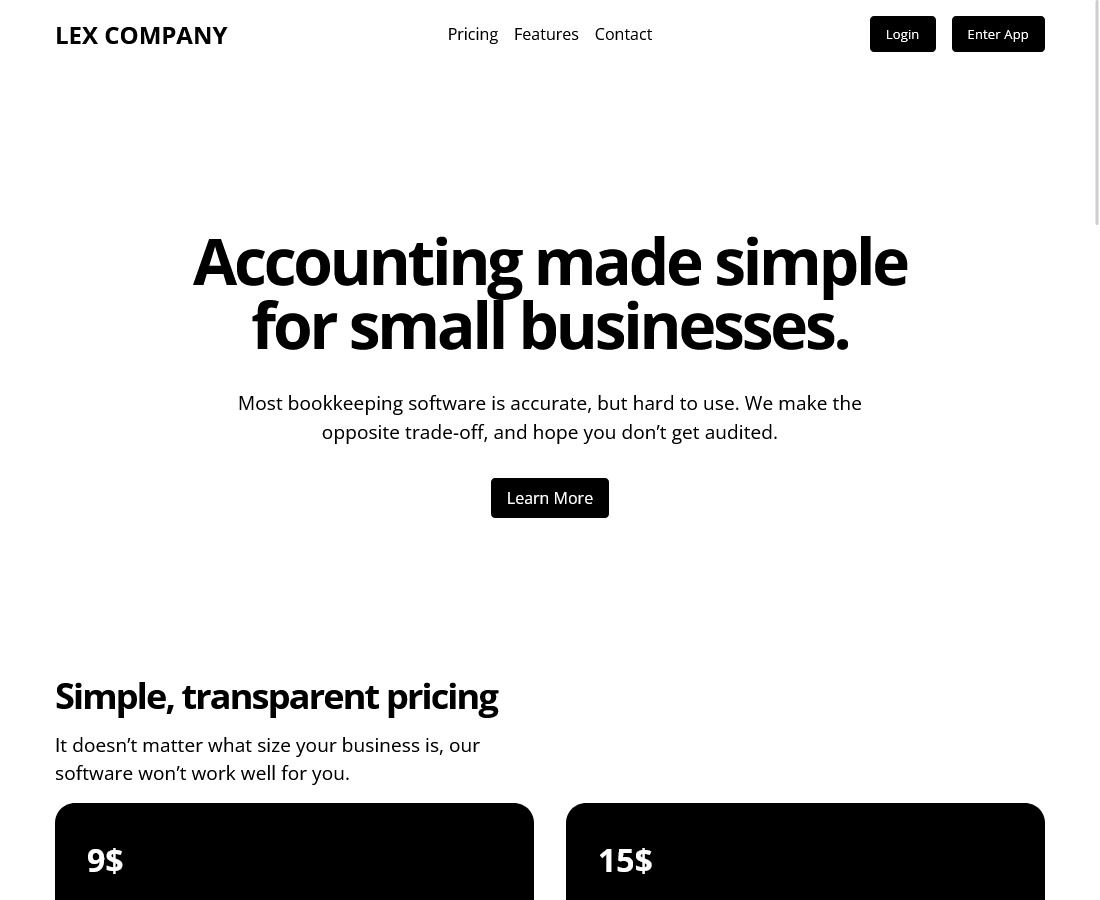 LEX COMPANY
Pricing Features Contact
Login Enter App
Accounting made simple
for small businesses.
Most bookkeeping software is accurate, but hard to use. We make the
opposite trade-off, and hope you don’t get audited.
Learn More
Simple, transparent pricing
It doesn’t matter what size your business is, our
software won’t work well for you.
9$
15$